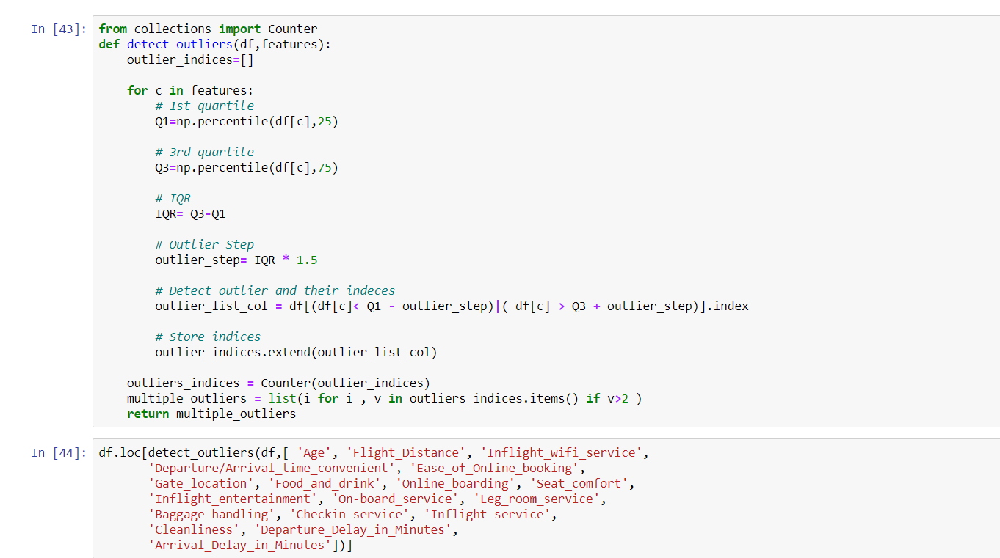 In [43]: from collections import Counter
def detect_outliers(df,features):
    outlier_indices=[]

    for c in features:
        # 1st quartile
        Q1=np.percentile(df[c],25)

        # 3rd quartile
        Q3=np.percentile(df[c],75)

        # IQR
        IQR= Q3-Q1

        # Outlier Step
        outlier_step= IQR * 1.5

        # Detect outlier and their indeces
        outlier_list_col = df[(df[c]< Q1 - outlier_step)|( df[c] > Q3 + outlier_step)].index

        # Store indices
        outlier_indices.extend(outlier_list_col)

    outliers_indices = Counter(outlier_indices)
    multiple_outliers = list(i for i , v in outliers_indices.items() if v>2 )
    return multiple_outliers

In [44]: df.loc[detect_outliers(df,[ 'Age', 'Flight_Distance', 'Inflight_wifi_service',
       'Departure/Arrival_time_convenient', 'Ease_of_Online_booking',
       'Gate_location', 'Food_and_drink', 'Online_boarding', 'Seat_comfort',
       'Inflight_entertainment', 'On-board_service', 'Leg_room_service',
       'Baggage_handling', 'Checkin_service', 'Inflight_service',
       'Cleanliness', 'Departure_Delay_in_Minutes',
       'Arrival_Delay_in_Minutes'])]